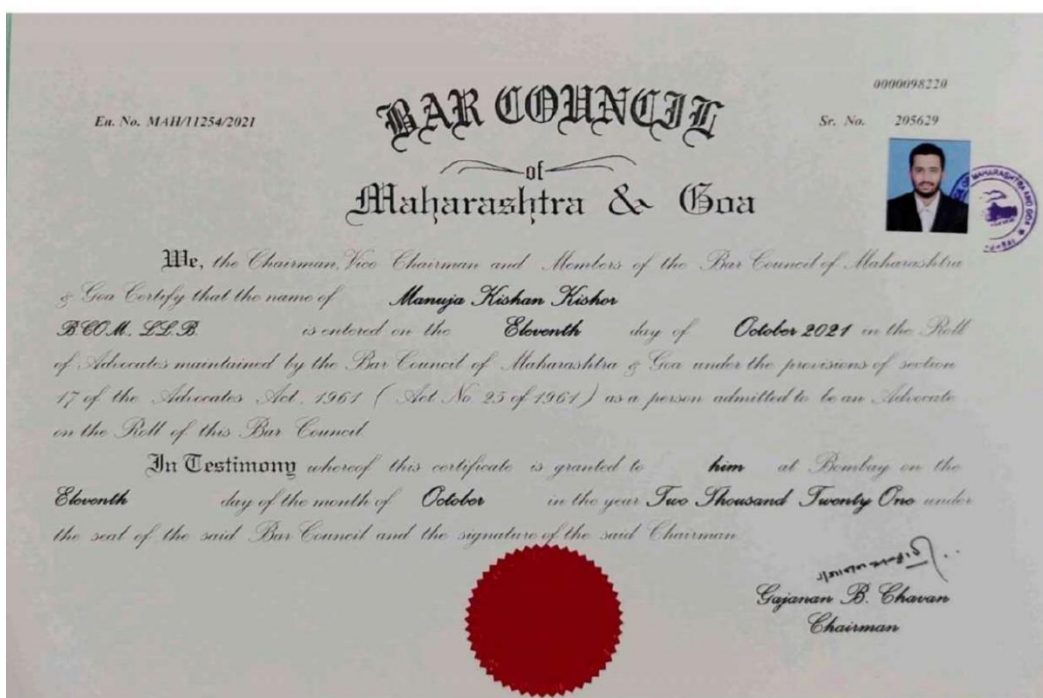 0000098220
En. No. MAH/11254/2021
Sr. No. 205629
BAR COUNCIL
of
Maharashtra & Goa
We, the Chairman, Vice Chairman and Members of the Bar Council of Maharashtra
& Goa Certify that the name of Manuja Kishan Kishor
BCOM. LL.B. is entered on the Eleventh day of October 2021 in the Roll
of Advocates maintained by the Bar Council of Maharashtra & Goa under the provisions of section
17 of the Advocates Act, 1961 ( Act No 25 of 1961 ) as a person admitted to be an Advocate
on the Roll of this Bar Council.
In Testimony whereof this certificate is granted to him at Bombay on the
Eleventh day of the month of October in the year Two Thousand Twenty One under
the seal of the said Bar Council and the signature of the said Chairman
Gajanan B. Chavan
Chairman